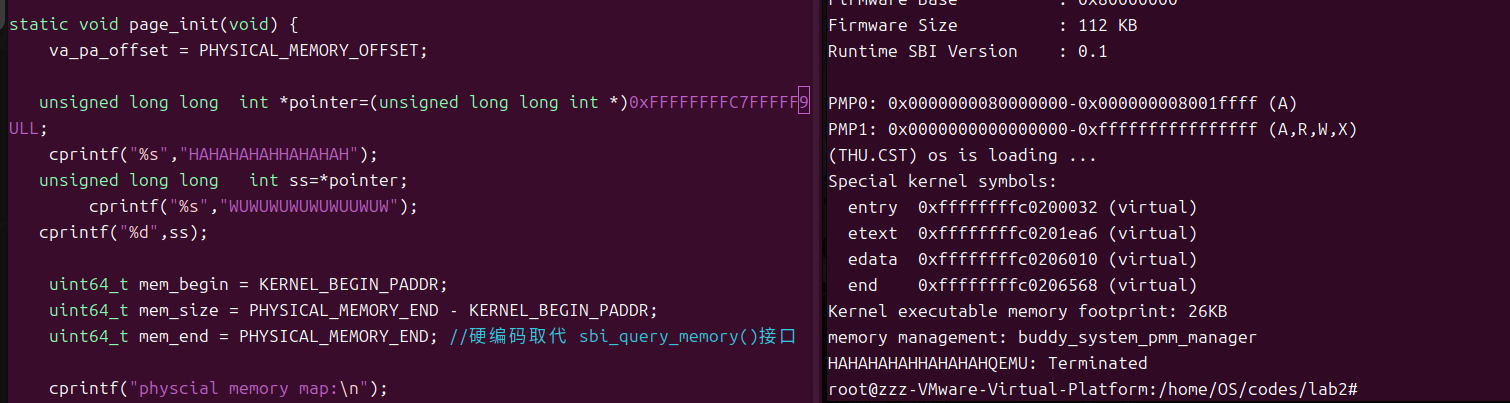 static void page_init(void) {
    va_pa_offset = PHYSICAL_MEMORY_OFFSET;
   unsigned long long  int *pointer=(unsigned long long int *)0xFFFFFFFFC7FFFFF9
ULL;
    cprintf("%s","HAHAHAHAHHAHAHAH");
   unsigned long long   int ss=*pointer;
        cprintf("%s","WUWUWUWUWUWUUWUW");
   cprintf("%d",ss);
    uint64_t mem_begin = KERNEL_BEGIN_PADDR;
    uint64_t mem_size = PHYSICAL_MEMORY_END - KERNEL_BEGIN_PADDR;
    uint64_t mem_end = PHYSICAL_MEMORY_END; //硬编码取代 sbi_query_memory()接口
    cprintf("physcial memory map:\n");
Firmware Base          : 0x80000000
Firmware Size          : 112 KB
Runtime SBI Version    : 0.1
PMP0: 0x0000000080000000-0x000000008001ffff (A)
PMP1: 0x0000000000000000-0xffffffffffffffff (A,R,W,X)
(THU.CST) os is loading ...
Special kernel symbols:
  entry  0xffffffffc0200032 (virtual)
  etext  0xffffffffc0201ea6 (virtual)
  edata  0xffffffffc0206010 (virtual)
  end    0xffffffffc0206568 (virtual)
Kernel executable memory footprint: 26KB
memory management: buddy_system_pmm_manager
HAHAHAHAHHAHAHAHQEMU: Terminated
root@zzz-VMware-Virtual-Platform:/home/OS/codes/lab2#